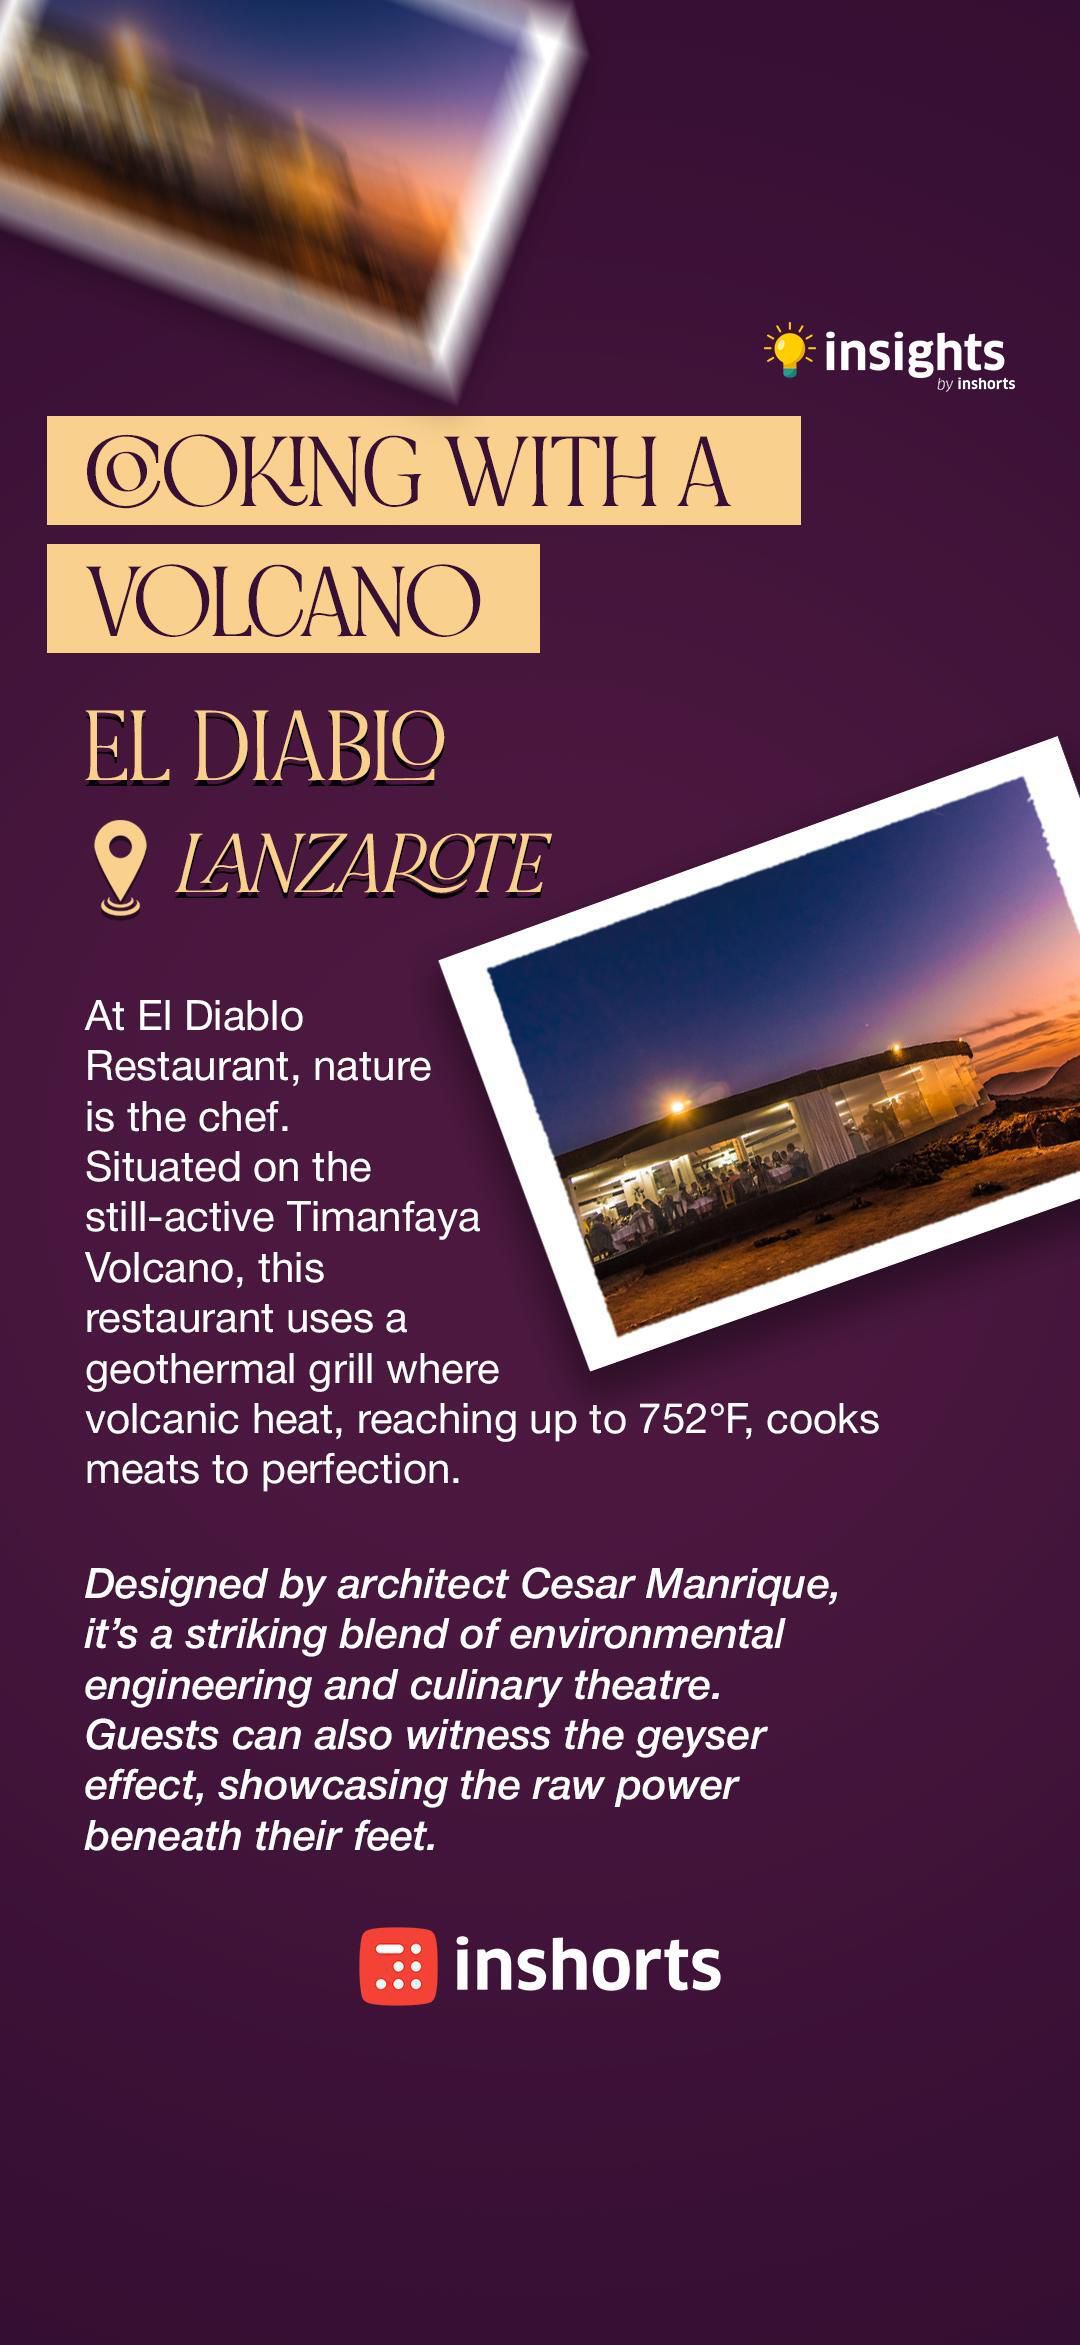 insights
by inshorts
COOKING WITH A
VOLCANO
EL DIABLO
LANZAROTE
At El Diablo
Restaurant, nature
is the chef.
Situated on the
still-active Timanfaya
Volcano, this
restaurant uses a
geothermal grill where
volcanic heat, reaching up to 752°F, cooks
meats to perfection.
Designed by architect Cesar Manrique,
it’s a striking blend of environmental
engineering and culinary theatre.
Guests can also witness the geyser
effect, showcasing the raw power
beneath their feet.
inshorts